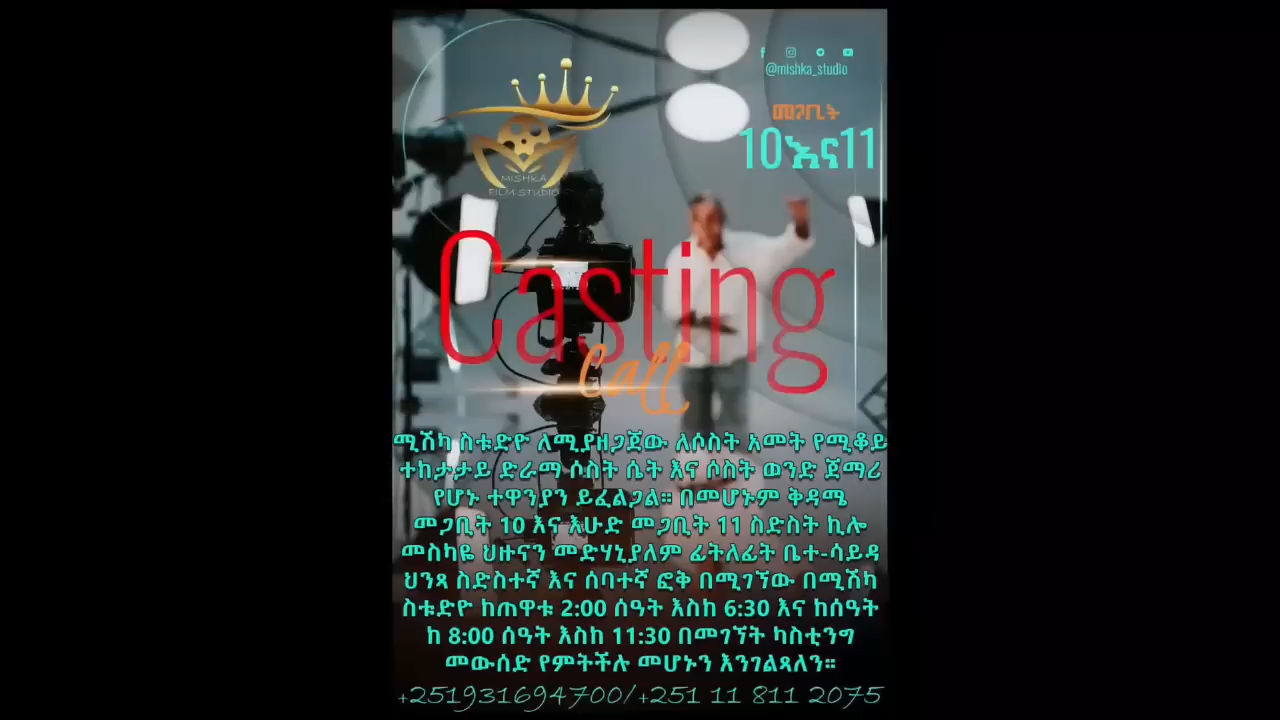 @mishka_studio
መጋቢት
10እና11
MISHKA
FILM STUDIO
Casting
Call
ሚሽካ ስቱድዮ ለሚያዘጋጀው ለሶስት አመት የሚቆይ
ተከታታይ ድራማ ሶስት ሴት እና ሶስት ወንድ ጀማሪ
የሆኑ ተዋንያን ይፈልጋል። በመሆኑም ቅዳሜ
መጋቢት 10 እና እሁድ መጋቢት 11 ስድስት ኪሎ
መስካዬ ህዙናን መድሃኒያለም ፊትለፊት ቤተ-ሳይዳ
ህንጻ ስድስተኛ እና ሰባተኛ ፎቅ በሚገኘው በሚሽካ
ስቱድዮ ከጠዋቱ 2:00 ሰዓት እስከ 6:30 እና ከሰዓት
ከ 8:00 ሰዓት እስከ 11:30 በመገኘት ካስቲንግ
መውሰድ የምትችሉ መሆኑን እንገልጻለን።
+251931694700/+251 11 811 2075